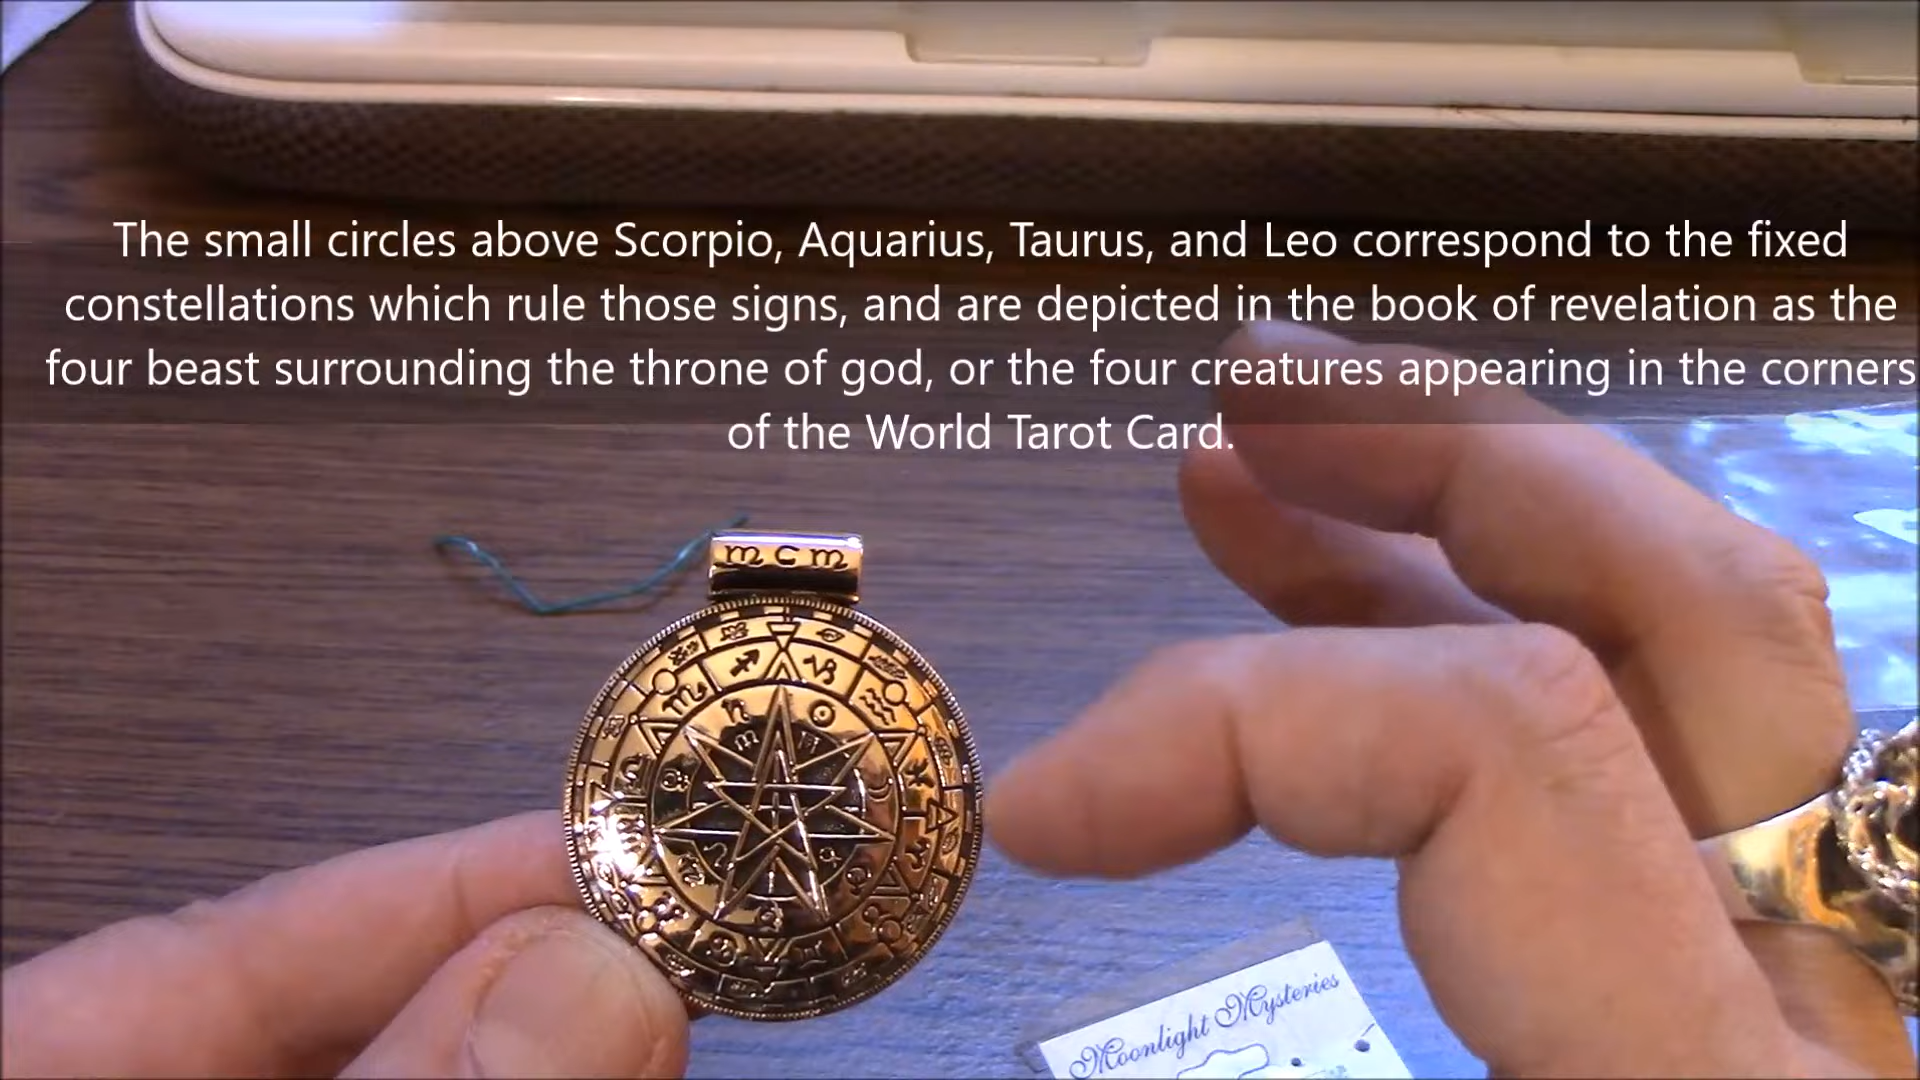 The small circles above Scorpio, Aquarius, Taurus, and Leo correspond to the fixed
constellations which rule those signs, and are depicted in the book of revelation as the
four beast surrounding the throne of god, or the four creatures appearing in the corners
of the World Tarot Card.
m c m
Moonlight Mysteries